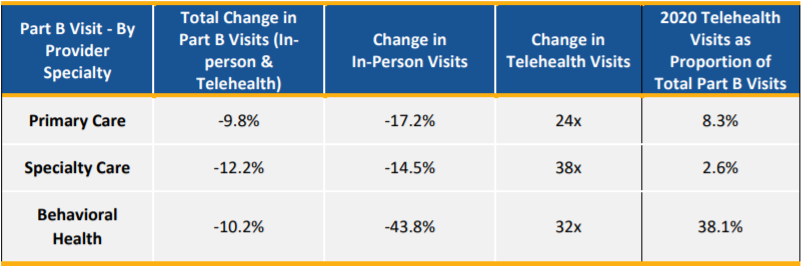 Part B Visit - By
Provider
Specialty
Total Change in
Part B Visits (In-
person &
Telehealth)
Change in
In-Person Visits
Change in
Telehealth Visits
2020 Telehealth
Visits as
Proportion of
Total Part B Visits
Primary Care
-9.8%
-17.2%
24x
8.3%
Specialty Care
-12.2%
-14.5%
38x
2.6%
Behavioral
Health
-10.2%
-43.8%
32x
38.1%